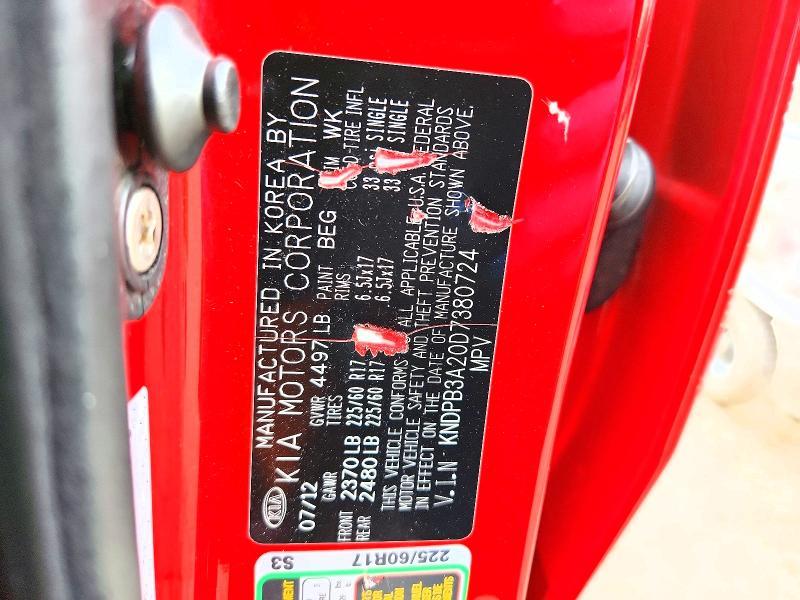 KIA
MANUFACTURED IN KOREA BY
KIA MOTORS CORPORATION
07/12 GVWR 4497 LB PAINT BEG WK
GAWR TIRES RIMS -TIRE INFL
FRONT 2370 LB 225/60 R17 6.5Jx17 33 SINGLE
REAR 2480 LB 225/60 R17 6.5Jx17 33 SINGLE
THIS VEHICLE CONFORMS ALL APPLICABLE U.S.A. FEDERAL
MOTOR VEHICLE SAFETY AND THEFT PREVENTION STANDARDS
IN EFFECT ON THE DATE OF MANUFACTURE SHOWN ABOVE.
V.I.N KNDPB3A20D7380724
MPV
S3 225/60R17